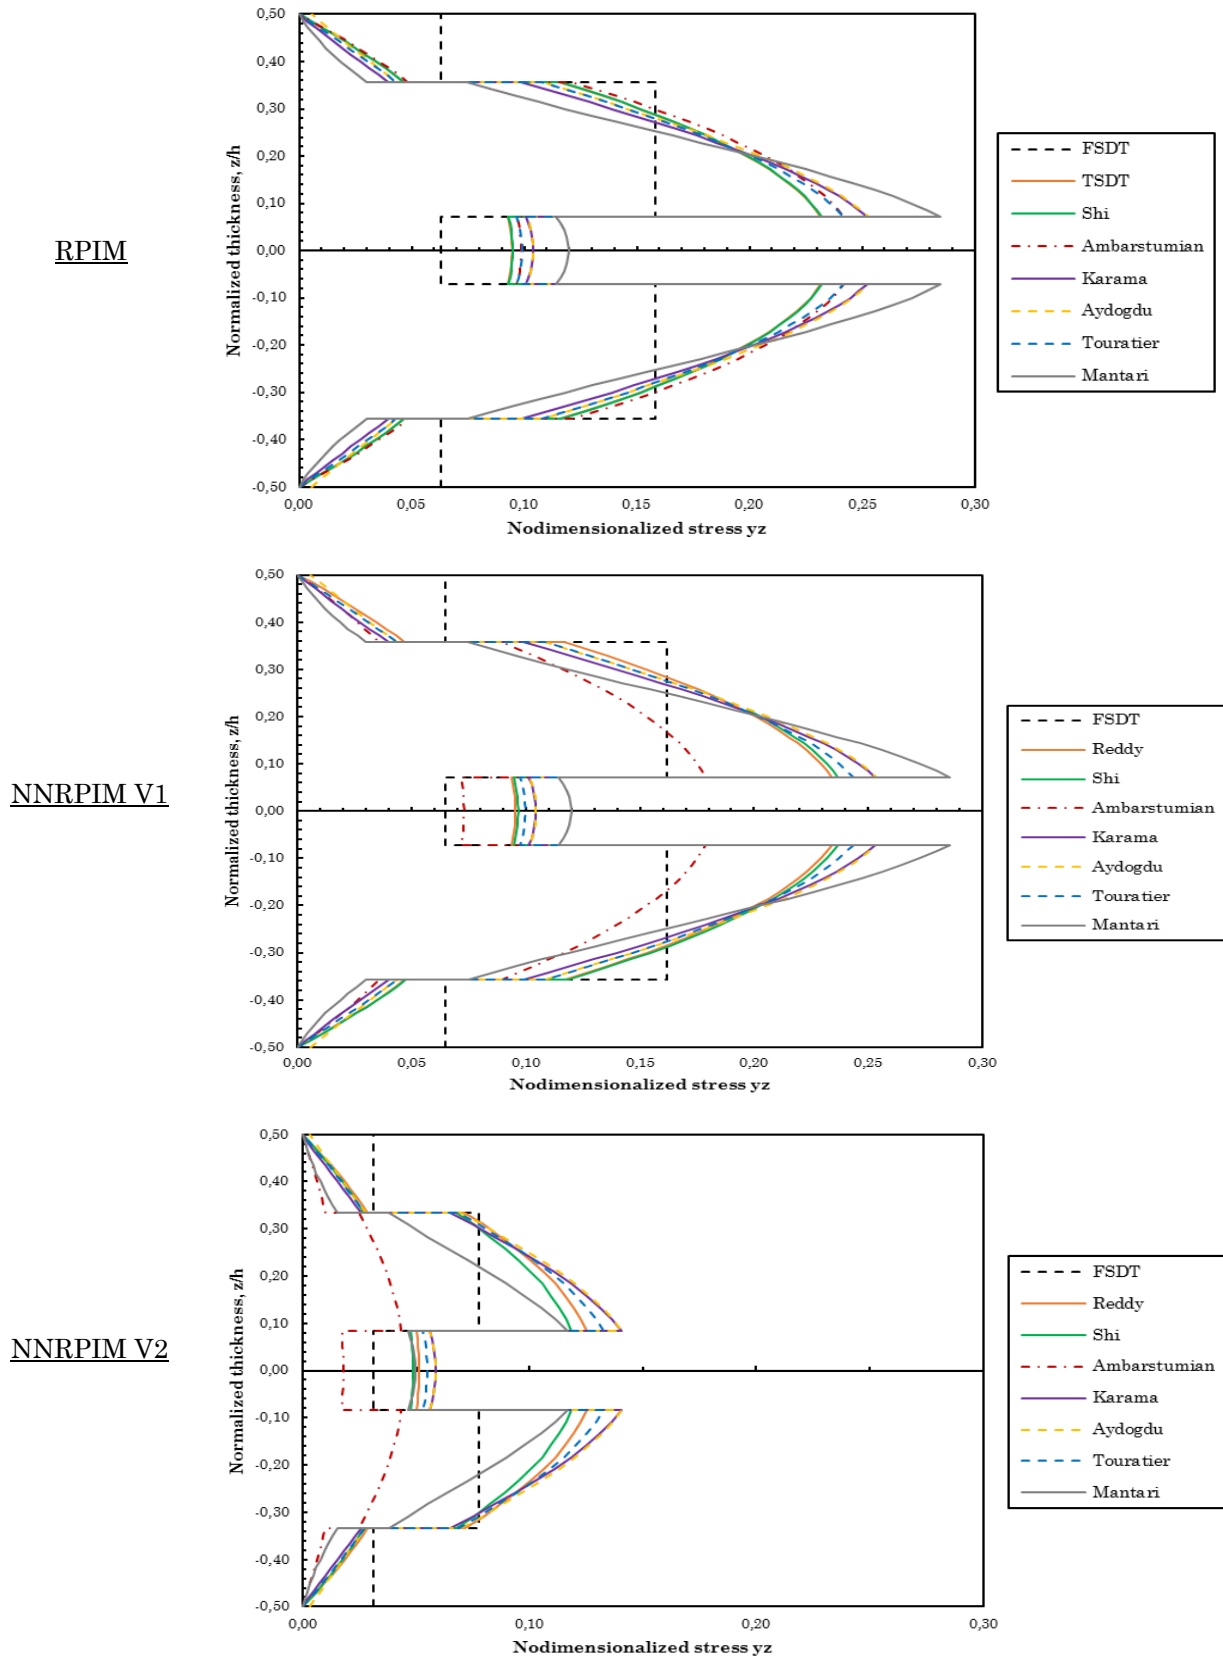 RPIM
Normalized thickness, z/h
0,50
0,40
0,30
0,20
0,10
0,00
-0,10
-0,20
-0,30
-0,40
-0,50
0,00 0,05 0,10 0,15 0,20 0,25 0,30
Nodimensionalized stress yz
FSDT
TSDT
Shi
Ambarstumian
Karama
Aydogdu
Touratier
Mantari
NNRPIM V1
Normalized thickness, z/h
0,50
0,40
0,30
0,20
0,10
0,00
-0,10
-0,20
-0,30
-0,40
-0,50
0,00 0,05 0,10 0,15 0,20 0,25 0,30
Nodimensionalized stress yz
FSDT
Reddy
Shi
Ambarstumian
Karama
Aydogdu
Touratier
Mantari
NNRPIM V2
Normalized thickness, z/h
0,50
0,40
0,30
0,20
0,10
0,00
-0,10
-0,20
-0,30
-0,40
-0,50
0,00 0,10 0,20 0,30
Nodimensionalized stress yz
FSDT
Reddy
Shi
Ambarstumian
Karama
Aydogdu
Touratier
Mantari